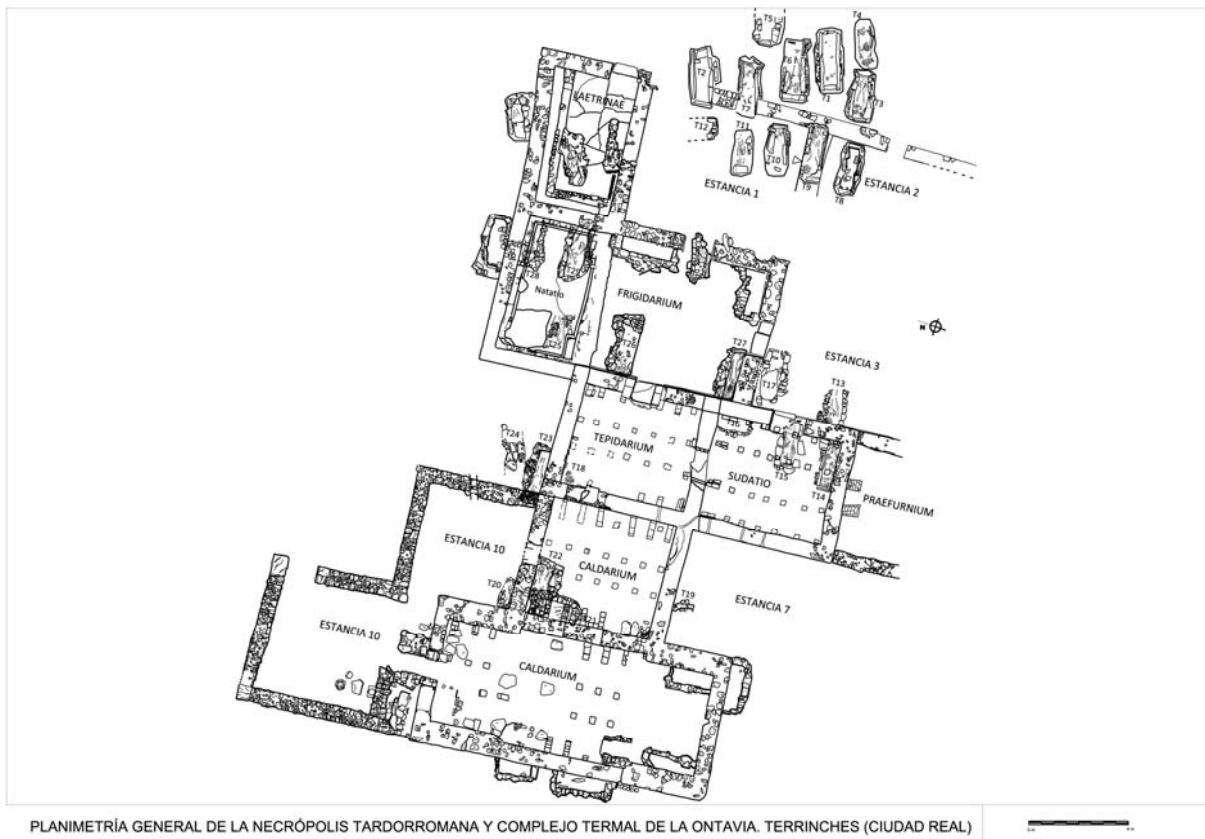 T5
T4
T2
T6
T1
T3
T7
LAETRINAE
T12
T11
T10
T9
T8
ESTANCIA 1
ESTANCIA 2
T28
Natatio
FRIGIDARIUM
N
T26
T27
T17
ESTANCIA 3
T13
T24
T23
TEPIDARIUM
T16
T18
SUDATIO
T15
T14
PRAEFURNIUM
ESTANCIA 10
T22
CALDARIUM
T20
T19
ESTANCIA 7
ESTANCIA 10
CALDARIUM
PLANIMETRÍA GENERAL DE LA NECRÓPOLIS TARDORROMANA Y COMPLEJO TERMAL DE LA ONTAVIA. TERRINCHES (CIUDAD REAL)